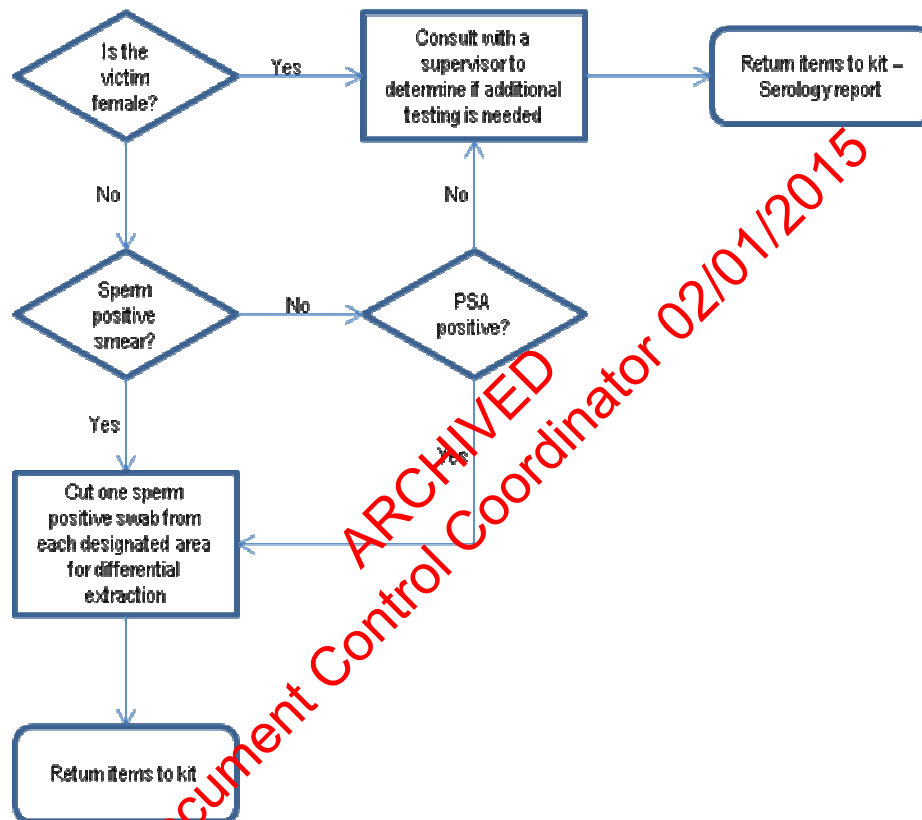 Is the
victim
female?
Yes
Consult with a
supervisor to
determine if additional
testing is needed
Return items to kit –
Serology report
No
No
Sperm
positive
smear?
No
PSA
positive?
Yes
Yes
Cut one sperm
positive swab from
each designated area
for differential
extraction
Return items to kit
ARCHIVED
Control Coordinator 02/01/2015